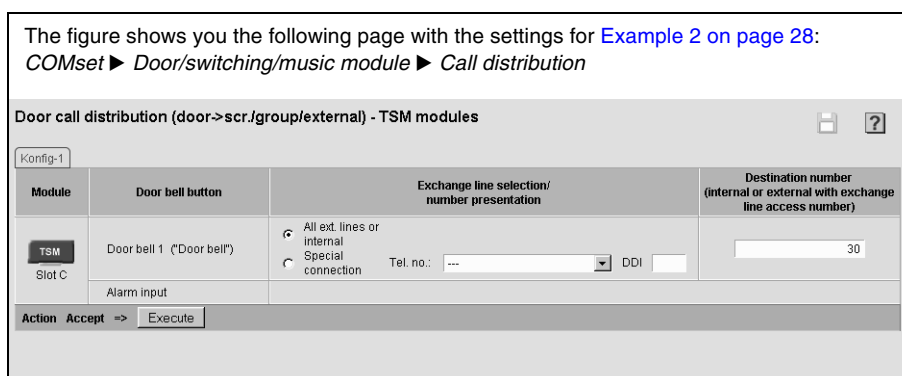 The figure shows you the following page with the settings for Example 2 on page 28:
COMset ▶ Door/switching/music module ▶ Call distribution
Door call distribution (door->scr./group/external) - TSM modules
?
Konfig-1
Module
Door bell button
Exchange line selection/
number presentation
Destination number
(internal or external with exchange
line access number)
TSM
Slot C
Door bell 1 ("Door bell")
All ext. lines or
internal
Special
connection
Tel. no.: --- DDI
30
Alarm input
Action Accept => Execute